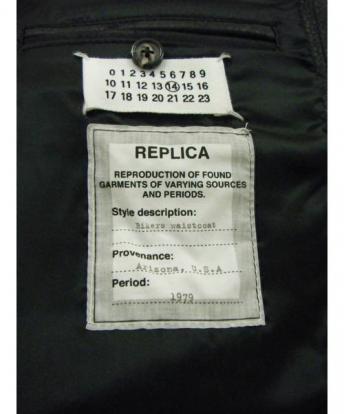 0 1 2 3 4 5 6 7 8 9
10 11 12 13 14 15 16
17 18 19 20 21 22 23
REPLICA
REPRODUCTION OF FOUND
GARMENTS OF VARYING SOURCES
AND PERIODS.
Style description:
Bikers waistcoat
Provenance:
Arizona, U.S.A
Period:
1979